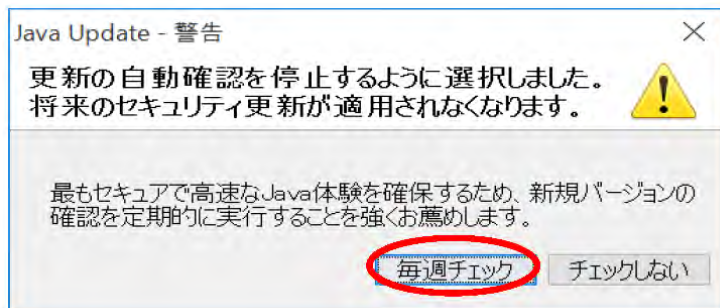 Java Update - 警告
更新の自動確認を停止するように選択しました。
将来のセキュリティ更新が適用されなくなります。
最もセキュアで高速なJava体験を確保するため、新規バージョンの
確認を定期的に実行することを強くお薦めします。
毎週チェック チェックしない